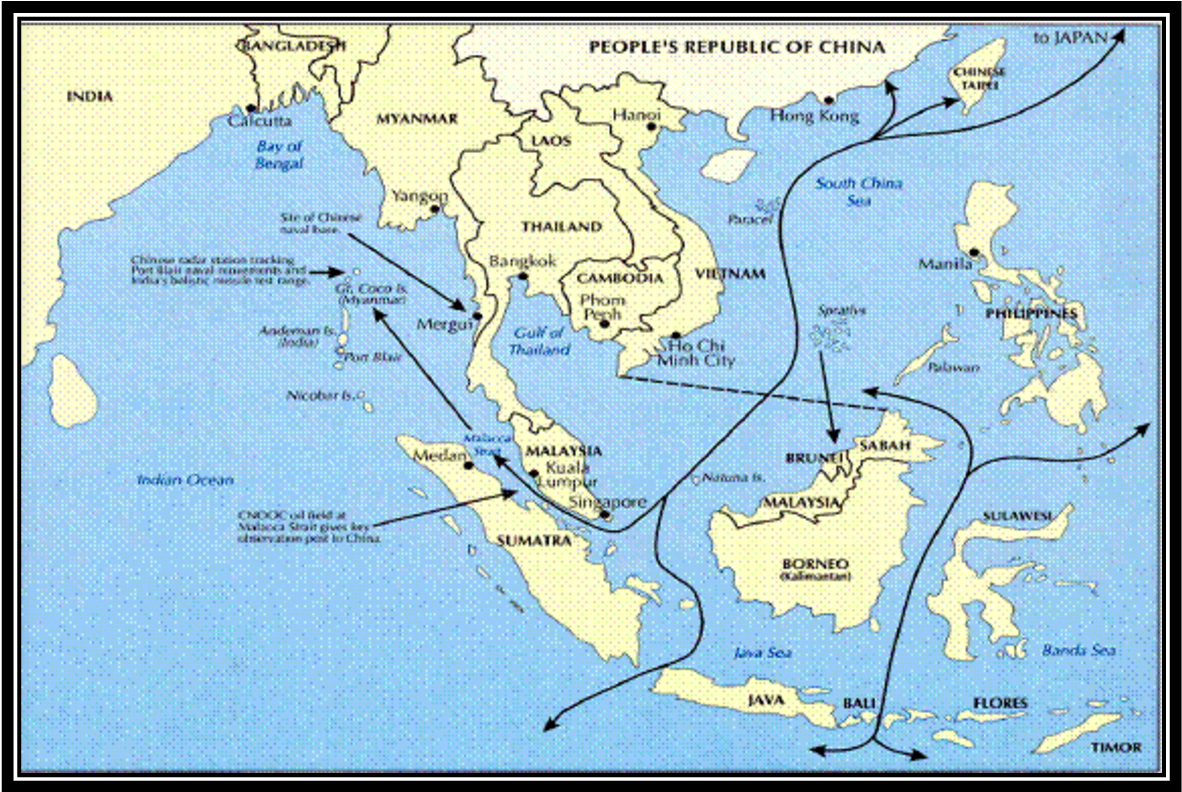 PEOPLE'S REPUBLIC OF CHINA
to JAPAN
BANGLADESH
CHINESE
TAIPEI
INDIA
Calcutta
MYANMAR
Hanoi
Hong Kong
LAOS
Bay of
Bengal
South China
Sea
Yangon
Paracel
Site of Chinese
naval base.
THAILAND
Chinese radar station tracking
Port Blair naval movements and
India's balistic missile test range.
Bangkok
Manila
CAMBODIA
VIETNAM
Gt. Coco Is.
(Myanmar)
Phom
Penh
Spratlys
PHILIPPINES
Mergui
Andeman Is.
(India)
Gulf of
Thailand
Ho Chi
Minh City
Port Blair
Palawan
Nicobar Is.
Malacca
Strait
MALAYSIA
SABAH
Medan
BRUNEI
Kuala
Lumpur
Indian Ocean
Natuna Is.
Singapore
MALAYSIA
CNOOC oil field at
Malacca Strait gives key
observation post to China.
SULAWESI
SUMATRA
BORNEO
(Kalimantan)
Java Sea
Banda Sea
JAVA
BALI
FLORES
TIMOR